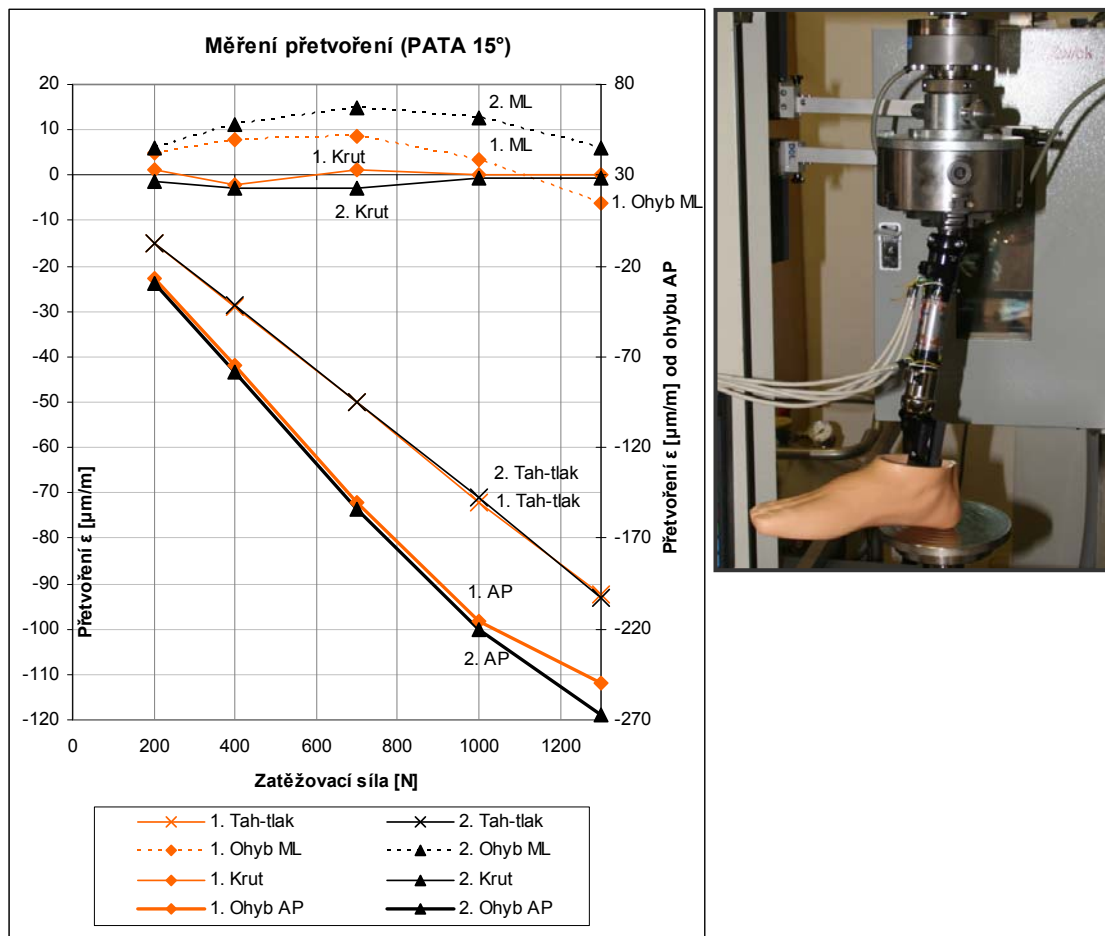 Měření přetvoření (PATA 15°)
20
10
0
-10
-20
-30
-40
-50
-60
-70
-80
-90
-100
-110
-120
Přetvoření ε [µm/m]
80
30
-20
-70
-120
-170
-220
-270
Přetvoření ε [µm/m] od ohybu AP
2. ML
1. ML
1. Krut
2. Krut
1. Ohyb ML
2. Tah-tlak
1. Tah-tlak
1. AP
2. AP
0 200 400 600 800 1000 1200
Zatěžovací síla [N]
1. Tah-tlak 2. Tah-tlak
1. Ohyb ML 2. Ohyb ML
1. Krut 2. Krut
1. Ohyb AP 2. Ohyb AP